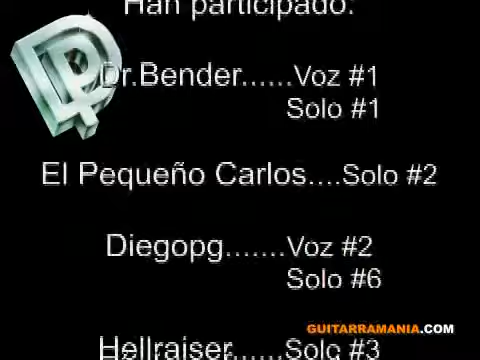 Han participado:
Dr.Bender......Voz #1
Solo #1
El Pequeño Carlos....Solo #2
Diegopg.......Voz #2
Solo #6
Hellraiser......Solo #3
GUITARRAMANIA.COM